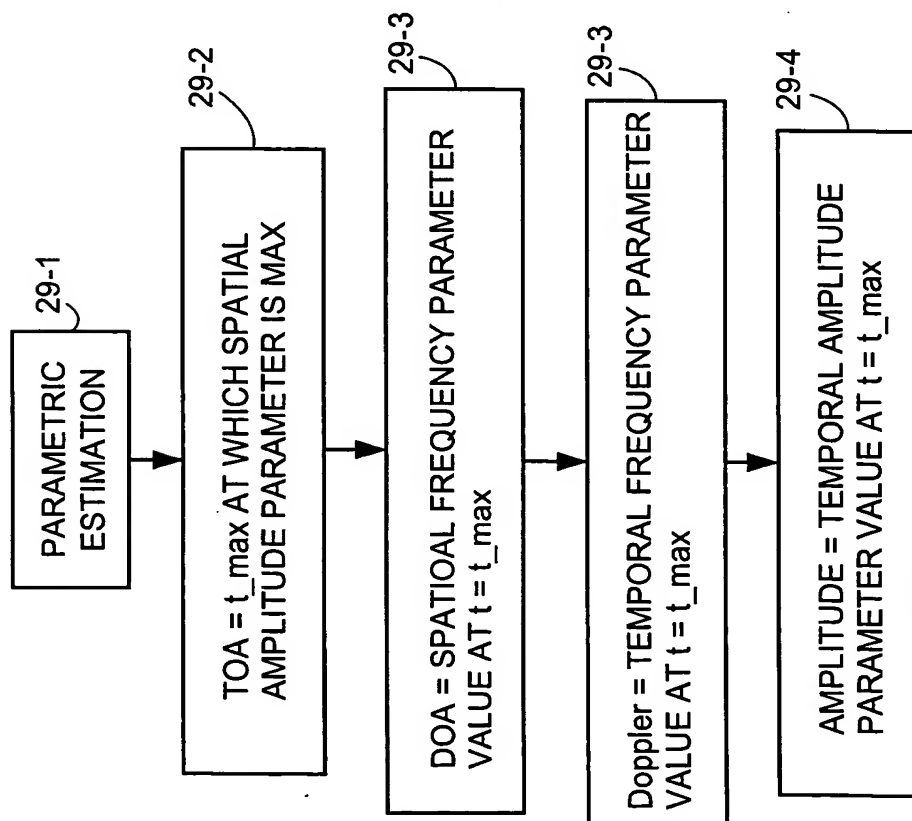 29-1
PARAMETRIC
ESTIMATION
29-2
TOA = t_max AT WHICH SPATIAL
AMPLITUDE PARAMETER IS MAX
29-3
DOA = SPATIOAL FREQUENCY PARAMETER
VALUE AT t = t_max
29-3
Doppler = TEMPORAL FREQUENCY PARAMETER
VALUE AT t = t_max
29-4
AMPLITUDE = TEMPORAL AMPLITUDE
PARAMETER VALUE AT t = t_max